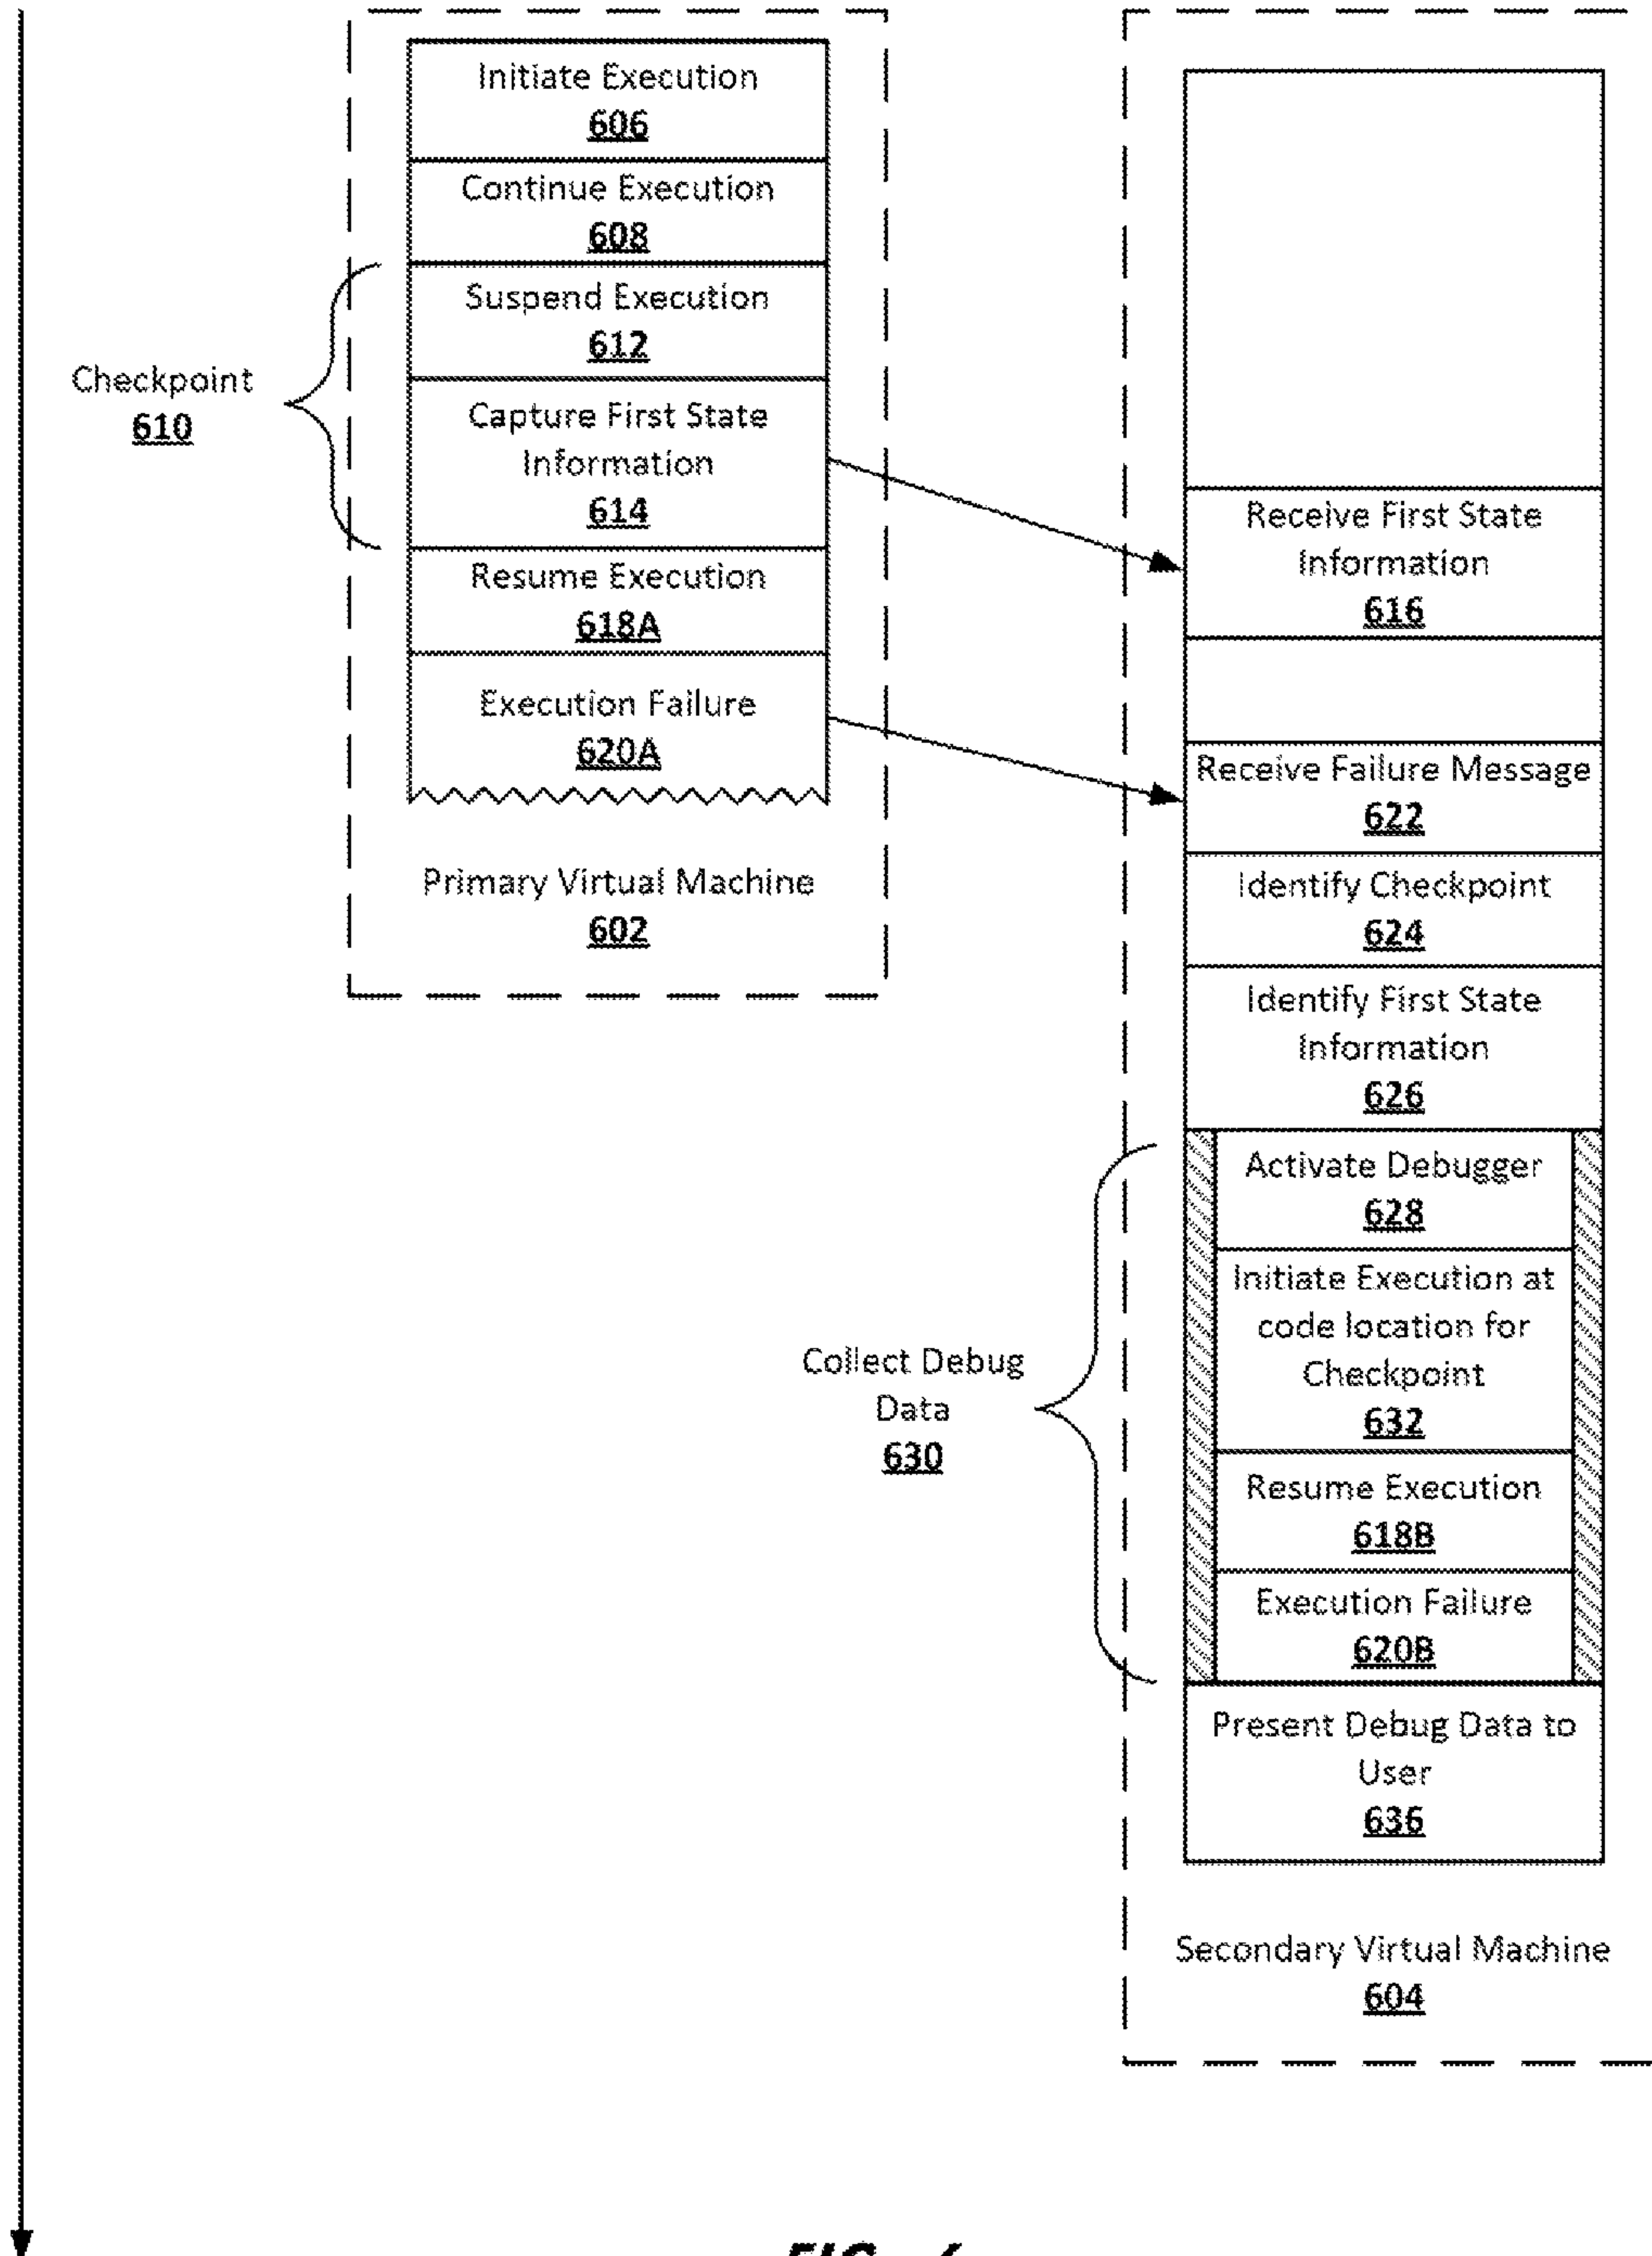 Initiate Execution
606
Continue Execution
608
Suspend Execution
612
Checkpoint
610
Capture First State
Information
614
Resume Execution
618A
Execution Failure
620A
Primary Virtual Machine
602
Receive First State
Information
616
Receive Failure Message
622
Identify Checkpoint
624
Identify First State
Information
626
Activate Debugger
628
Initiate Execution at
code location for
Checkpoint
632
Collect Debug
Data
630
Resume Execution
618B
Execution Failure
620B
Present Debug Data to
User
636
Secondary Virtual Machine
604